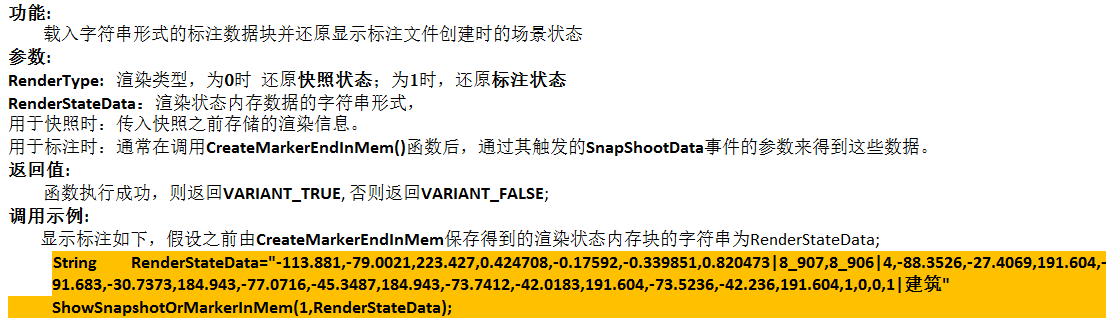 功能:
载入字符串形式的标注数据块并还原显示标注文件创建时的场景状态
参数:
RenderType: 渲染类型，为0时 还原快照状态；为1时，还原标注状态
RenderStateData：渲染状态内存数据的字符串形式，
用于快照时：传入快照之前存储的渲染信息。
用于标注时：通常在调用CreateMarkerEndInMem()函数后，通过其触发的SnapShootData事件的参数来得到这些数据。
返回值:
函数执行成功，则返回VARIANT_TRUE, 否则返回VARIANT_FALSE;
调用示例:
显示标注如下，假设之前由CreateMarkerEndInMem保存得到的渲染状态内存块的字符串为RenderStateData;
String RenderStateData="-113.881,-79.0021,223.427,0.424708,-0.17592,-0.339851,0.820473|8_907,8_906|4,-88.3526,-27.4069,191.604,-
91.683,-30.7373,184.943,-77.0716,-45.3487,184.943,-73.7412,-42.0183,191.604,-73.5236,-42.236,191.604,1,0,0,1|建筑"
ShowSnapshotOrMarkerInMem(1,RenderStateData);